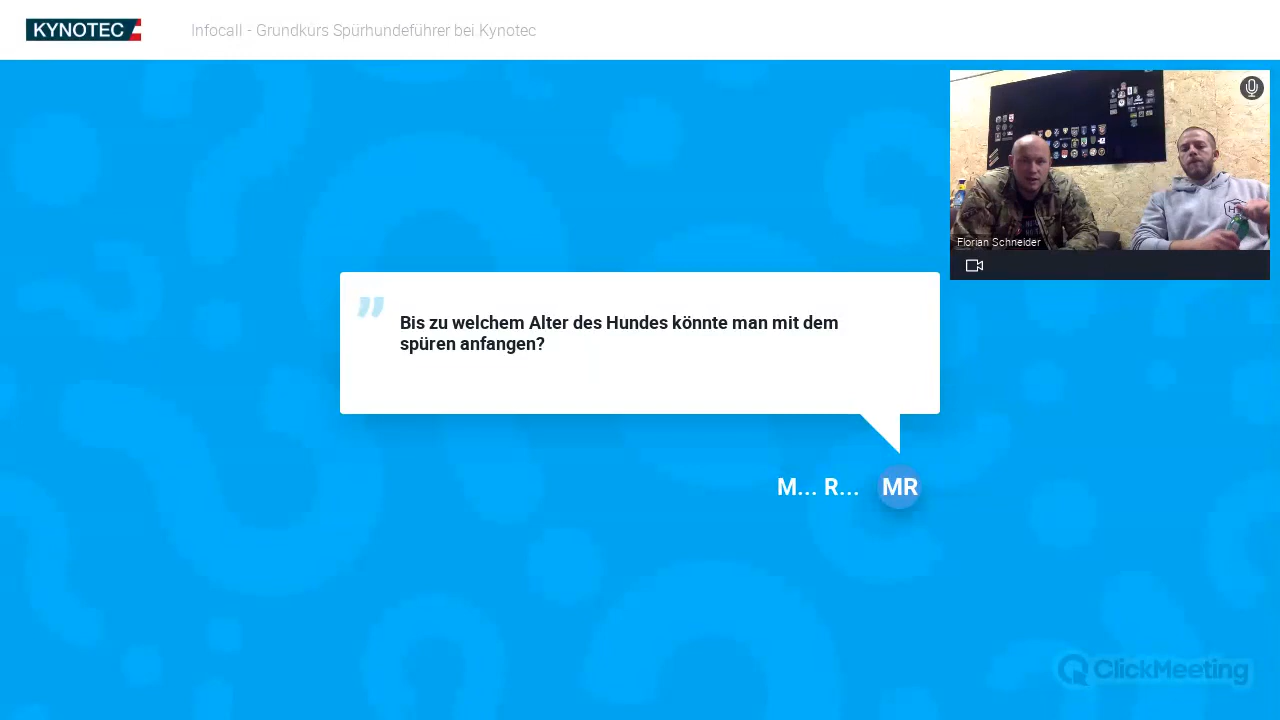 KYNOTEC
Infocall - Grundkurs Spürhundeführer bei Kynotec
Florian Schneider
Bis zu welchem Alter des Hundes könnte man mit dem
spüren anfangen?
M... R... MR
ClickMeeting